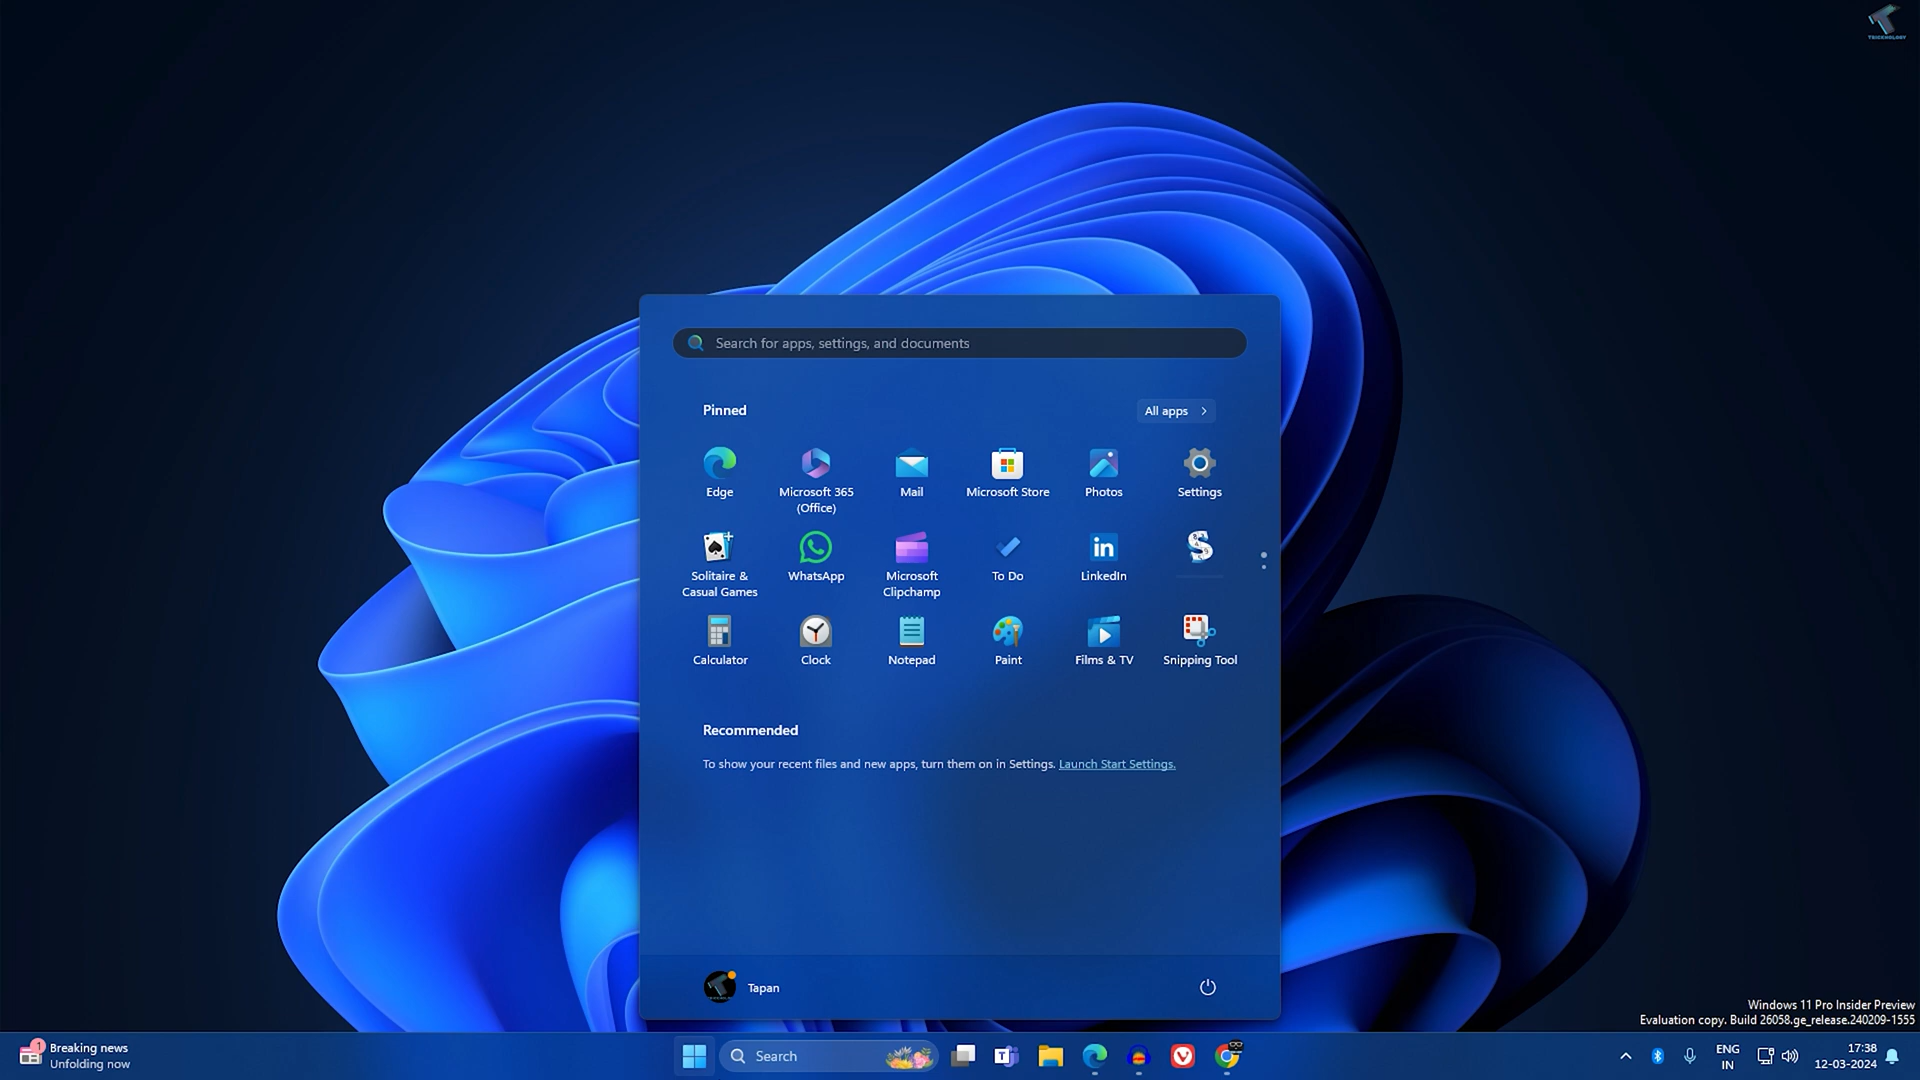 TRICKNOLOGY
Search for apps, settings, and documents
Pinned
All apps
Edge
Microsoft 365
(Office)
Mail
Microsoft Store
Photos
Settings
Solitaire &
Casual Games
WhatsApp
Microsoft
Clipchamp
To Do
LinkedIn
Calculator
Clock
Notepad
Paint
Films & TV
Snipping Tool
Recommended
To show your recent files and new apps, turn them on in Settings. Launch Start Settings.
Tapan
Windows 11 Pro Insider Preview
Evaluation copy. Build 26058.ge_release.240209-1555
1
Breaking news
Unfolding now
Search
ENG
IN
17:38
12-03-2024